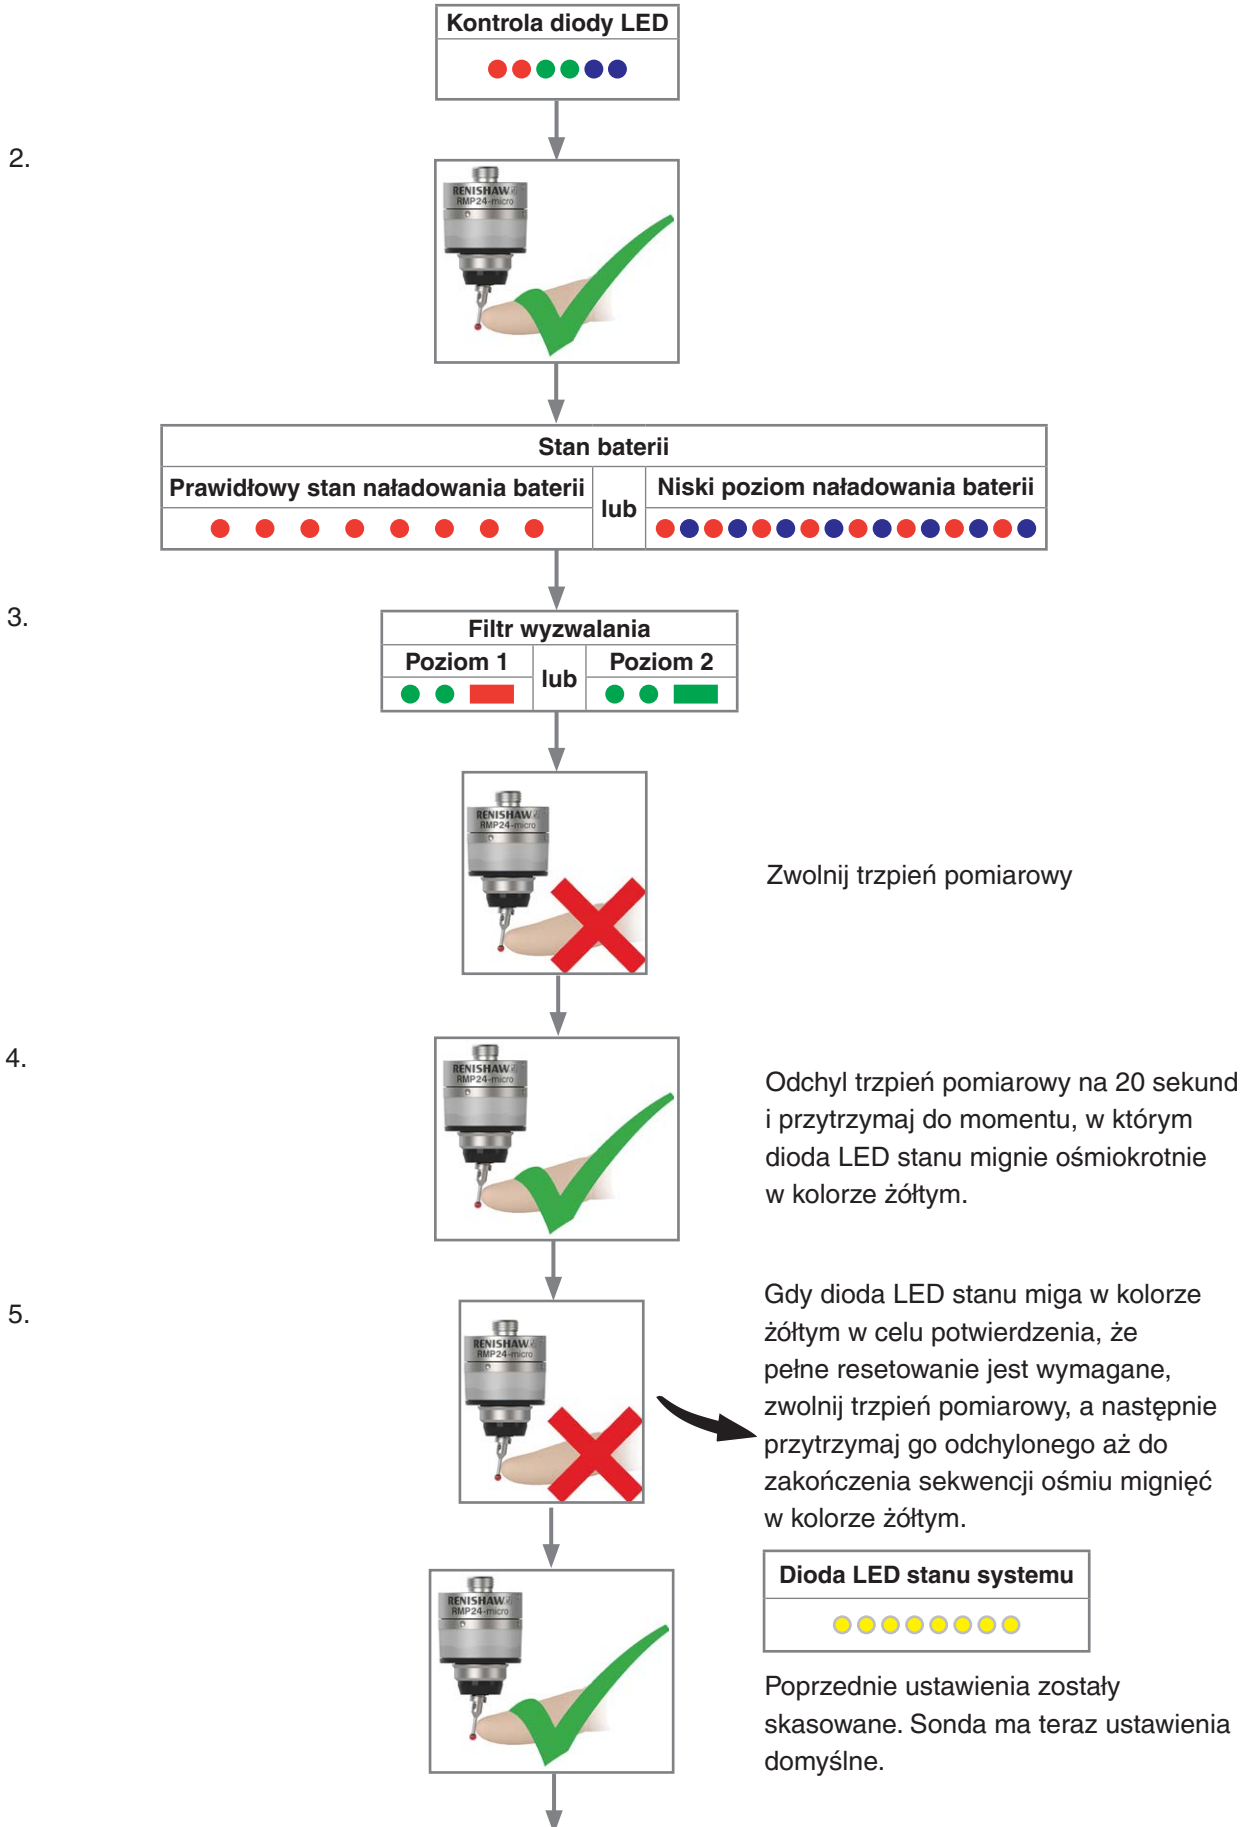 Kontrola diody LED
2.
RENISHAW
RMP24-micro
Stan baterii
Prawidłowy stan naładowania baterii
lub
Niski poziom naładowania baterii
3.
Filtr wyzwalania
Poziom 1
lub
Poziom 2
RENISHAW
RMP24-micro
Zwolnij trzpień pomiarowy
4.
RENISHAW
RMP24-micro
Odchyl trzpień pomiarowy na 20 sekund
i przytrzymaj do momentu, w którym
dioda LED stanu mignie ośmiokrotnie
w kolorze żółtym.
5.
RENISHAW
RMP24-micro
Gdy dioda LED stanu miga w kolorze
żółtym w celu potwierdzenia, że
pełne resetowanie jest wymagane,
zwolnij trzpień pomiarowy, a następnie
przytrzymaj go odchylonego aż do
zakończenia sekwencji ośmiu mignięć
w kolorze żółtym.
RENISHAW
RMP24-micro
Dioda LED stanu systemu
Poprzednie ustawienia zostały
skasowane. Sonda ma teraz ustawienia
domyślne.